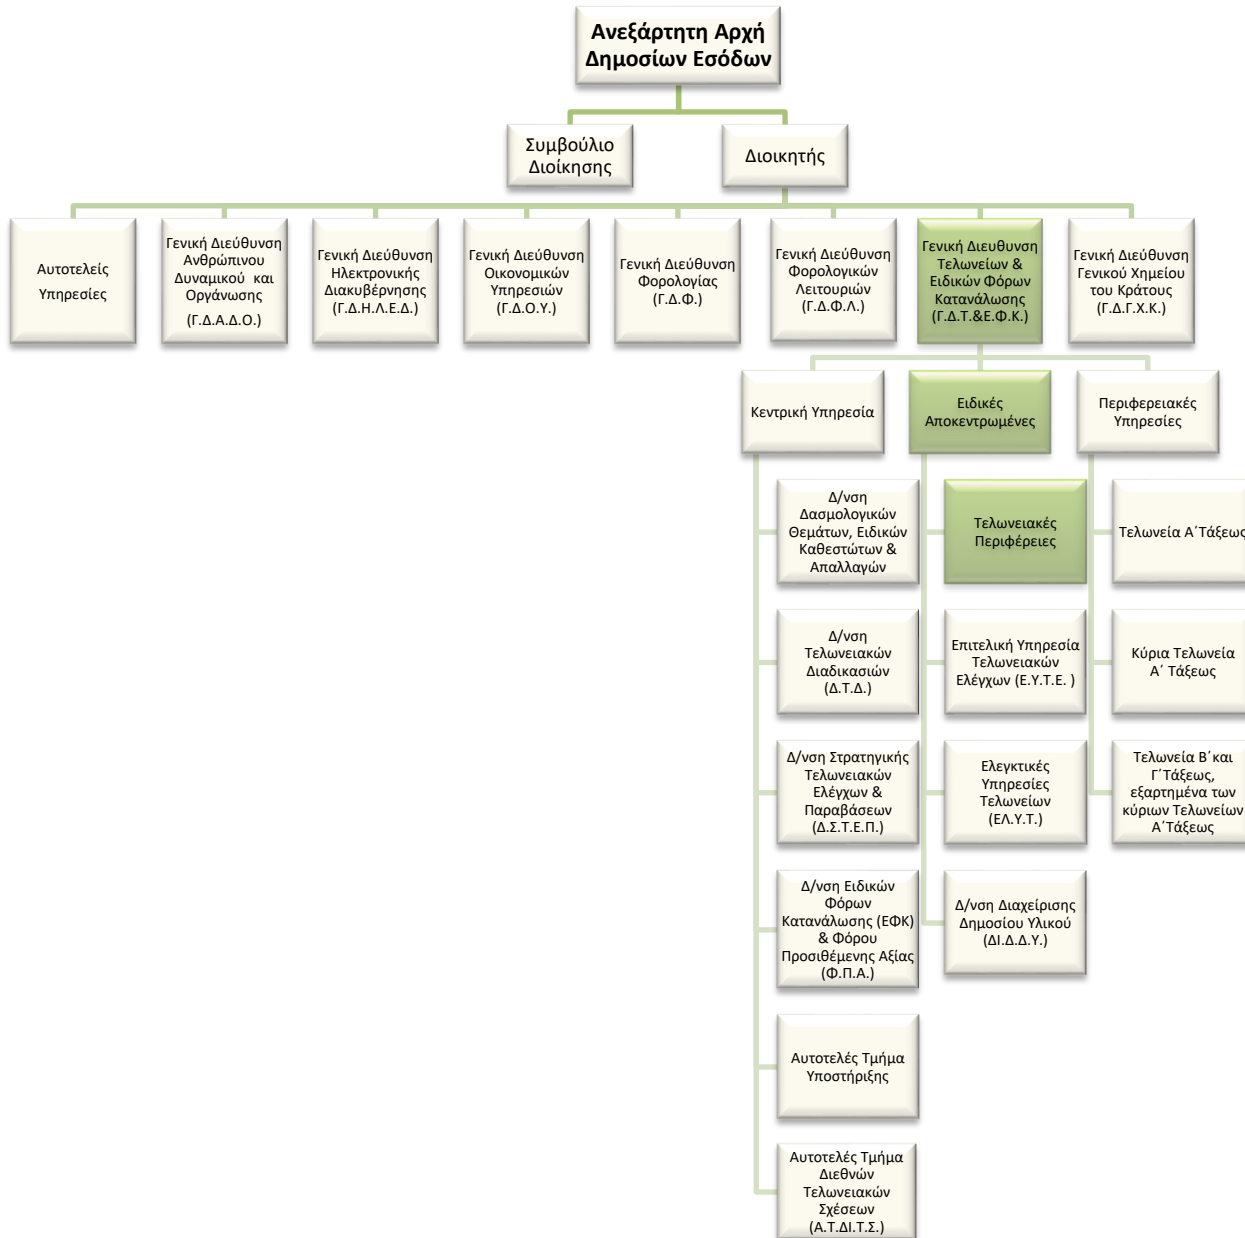 Ανεξάρτητη Αρχή
Δημοσίων Εσόδων
Συμβούλιο
Διοίκησης
Διοικητής
Αυτοτελείς
Υπηρεσίες
Γενική Διεύθυνση
Ανθρώπινου
Δυναμικού και
Οργάνωσης
(Γ.Δ.Α.Δ.Ο.)
Γενική Διεύθυνση
Ηλεκτρονικής
Διακυβέρνησης
(Γ.Δ.Η.Λ.Ε.Δ.)
Γενική Διεύθυνση
Οικονομικών
Υπηρεσιών
(Γ.Δ.Ο.Υ.)
Γενική Διεύθυνση
Φορολογίας
(Γ.Δ.Φ.)
Γενική Διεύθυνση
Φορολογικών
Λειτουριών
(Γ.Δ.Φ.Λ.)
Γενική Διευθυνση
Τελωνείων &
Ειδικών Φόρων
Κατανάλωσης
(Γ.Δ.Τ.&Ε.Φ.Κ.)
Γενική Διεύθυνση
Γενικού Χημείου
του Κράτους
(Γ.Δ.Γ.Χ.Κ.)
Κεντρική Υπηρεσία
Ειδικές
Αποκεντρωμένες
Περιφερειακές
Υπηρεσίες
Δ/νση
Δασμολογικών
Θεμάτων, Ειδικών
Καθεστώτων &
Απαλλαγών
Τελωνειακές
Περιφέρειες
Τελωνεία Α΄Τάξεως
Δ/νση
Τελωνειακών
Διαδικασιών
(Δ.Τ.Δ.)
Επιτελική Υπηρεσία
Τελωνειακών
Ελέγχων (Ε.Υ.Τ.Ε. )
Κύρια Τελωνεία
Α΄ Τάξεως
Δ/νση Στρατηγικής
Τελωνειακών
Ελέγχων &
Παραβάσεων
(Δ.Σ.Τ.Ε.Π.)
Ελεγκτικές
Υπηρεσίες
Τελωνείων
(ΕΛ.Υ.Τ.)
Τελωνεία Β΄και
Γ΄Τάξεως,
εξαρτημένα των
κύριων Τελωνείων
Α΄Τάξεως
Δ/νση Ειδικών
Φόρων
Κατανάλωσης (ΕΦΚ)
& Φόρου
Προσιθέμενης Αξίας
(Φ.Π.Α.)
Δ/νση Διαχείρισης
Δημοσίου Υλικού
(ΔΙ.Δ.Δ.Υ.)
Αυτοτελές Τμήμα
Υποστήριξης
Αυτοτελές Τμήμα
Διεθνών
Τελωνειακών
Σχέσεων
(Α.Τ.ΔΙ.Τ.Σ.)